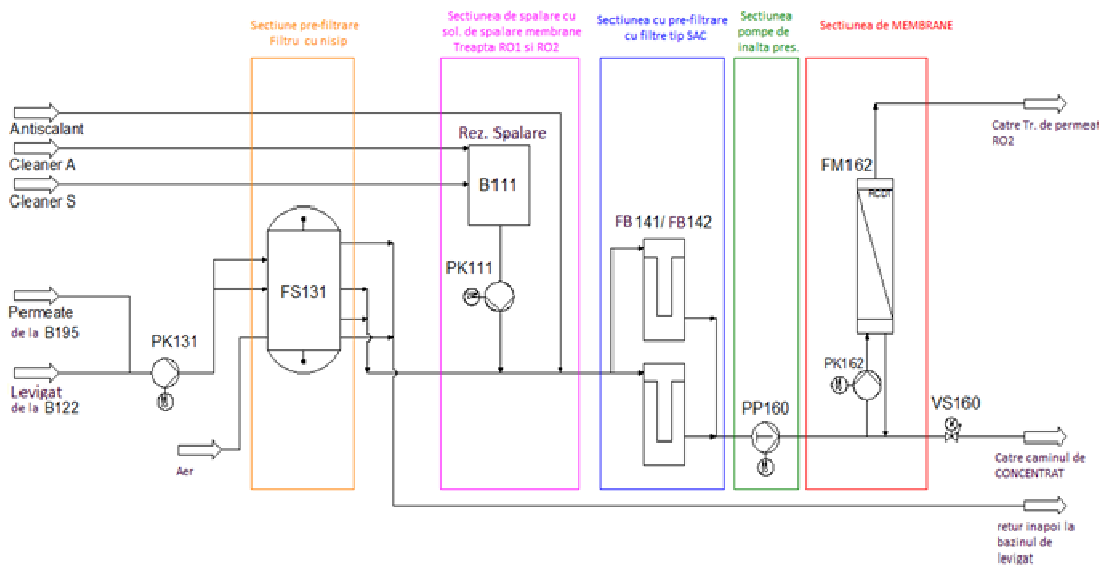 Sectiune pre-filtrare
Filtru cu nisip
Sectiunea de spalare cu
sol. de spalare membrane
Treapta RO1 si RO2
Sectiunea cu pre-filtrare
cu filtre tip SAC
Sectiunea
pompe de
inalta pres.
Sectiunea de MEMBRANE
Antiscalant
Cleaner A
Cleaner S
Rez. Spalare
B111
Catre Tr. de permeat
RO2
FM162
FB 141/ FB142
PK111
FS131
Permeate
de la B195
PK131
Levigat
de la B122
PK162
VS160
PP160
Aer
Catre caminul de
CONCENTRAT
retur inapoi la
bazinul de
levigat